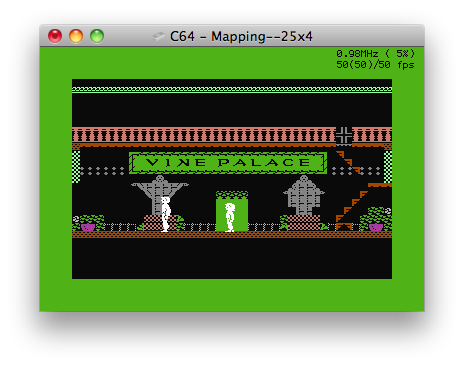 C64 - Mapping--25x4
0.98MHz ( 5%)
50(50)/50 fps
VINE PALACE